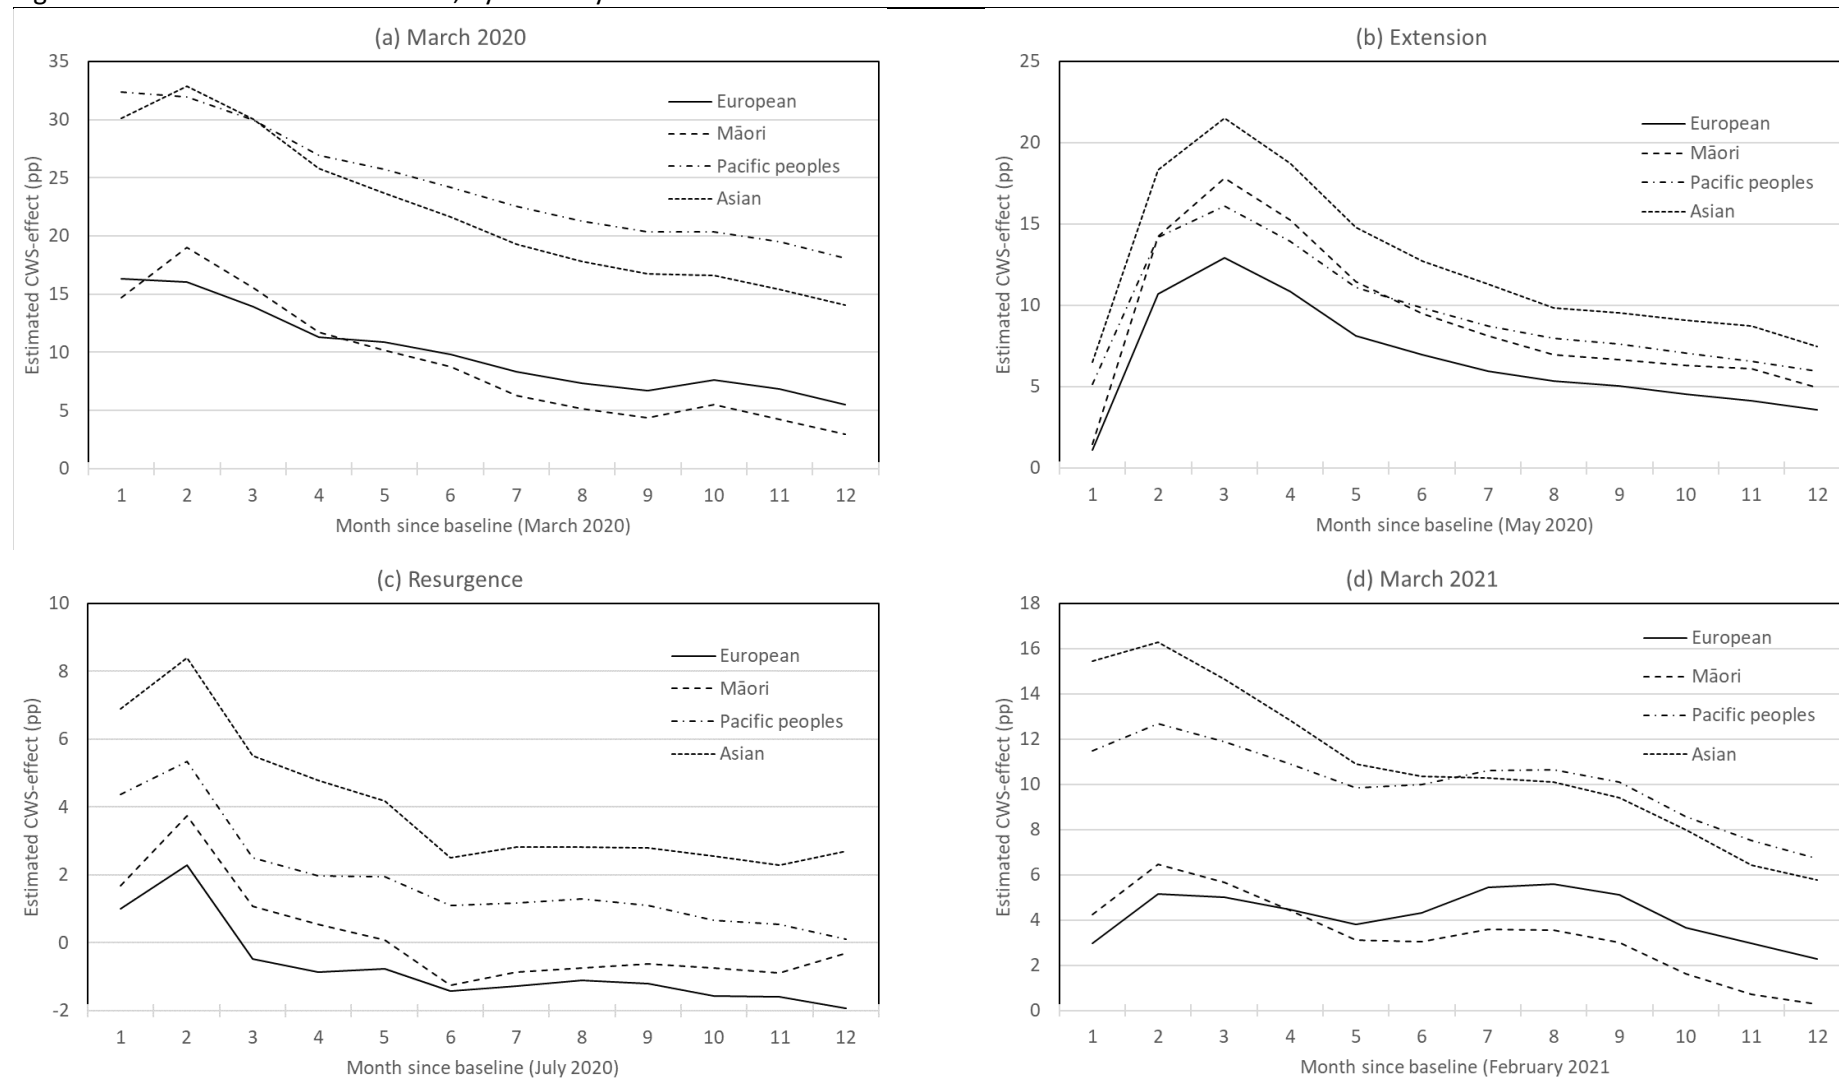 (a) March 2020
35
30
25
20
15
10
5
0
Estimated CWS-effect (pp)
European
Māori
Pacific peoples
Asian
1 2 3 4 5 6 7 8 9 10 11 12
Month since baseline (March 2020)
(b) Extension
25
20
15
10
5
0
Estimated CWS-effect (pp)
European
Māori
Pacific peoples
Asian
1 2 3 4 5 6 7 8 9 10 11 12
Month since baseline (May 2020)
(c) Resurgence
10
8
6
4
2
0
-2
Estimated CWS-effect (pp)
European
Māori
Pacific peoples
Asian
1 2 3 4 5 6 7 8 9 10 11 12
Month since baseline (July 2020)
(d) March 2021
18
16
14
12
10
8
6
4
2
0
Estimated CWS-effect (pp)
European
Māori
Pacific peoples
Asian
1 2 3 4 5 6 7 8 9 10 11 12
Month since baseline (February 2021